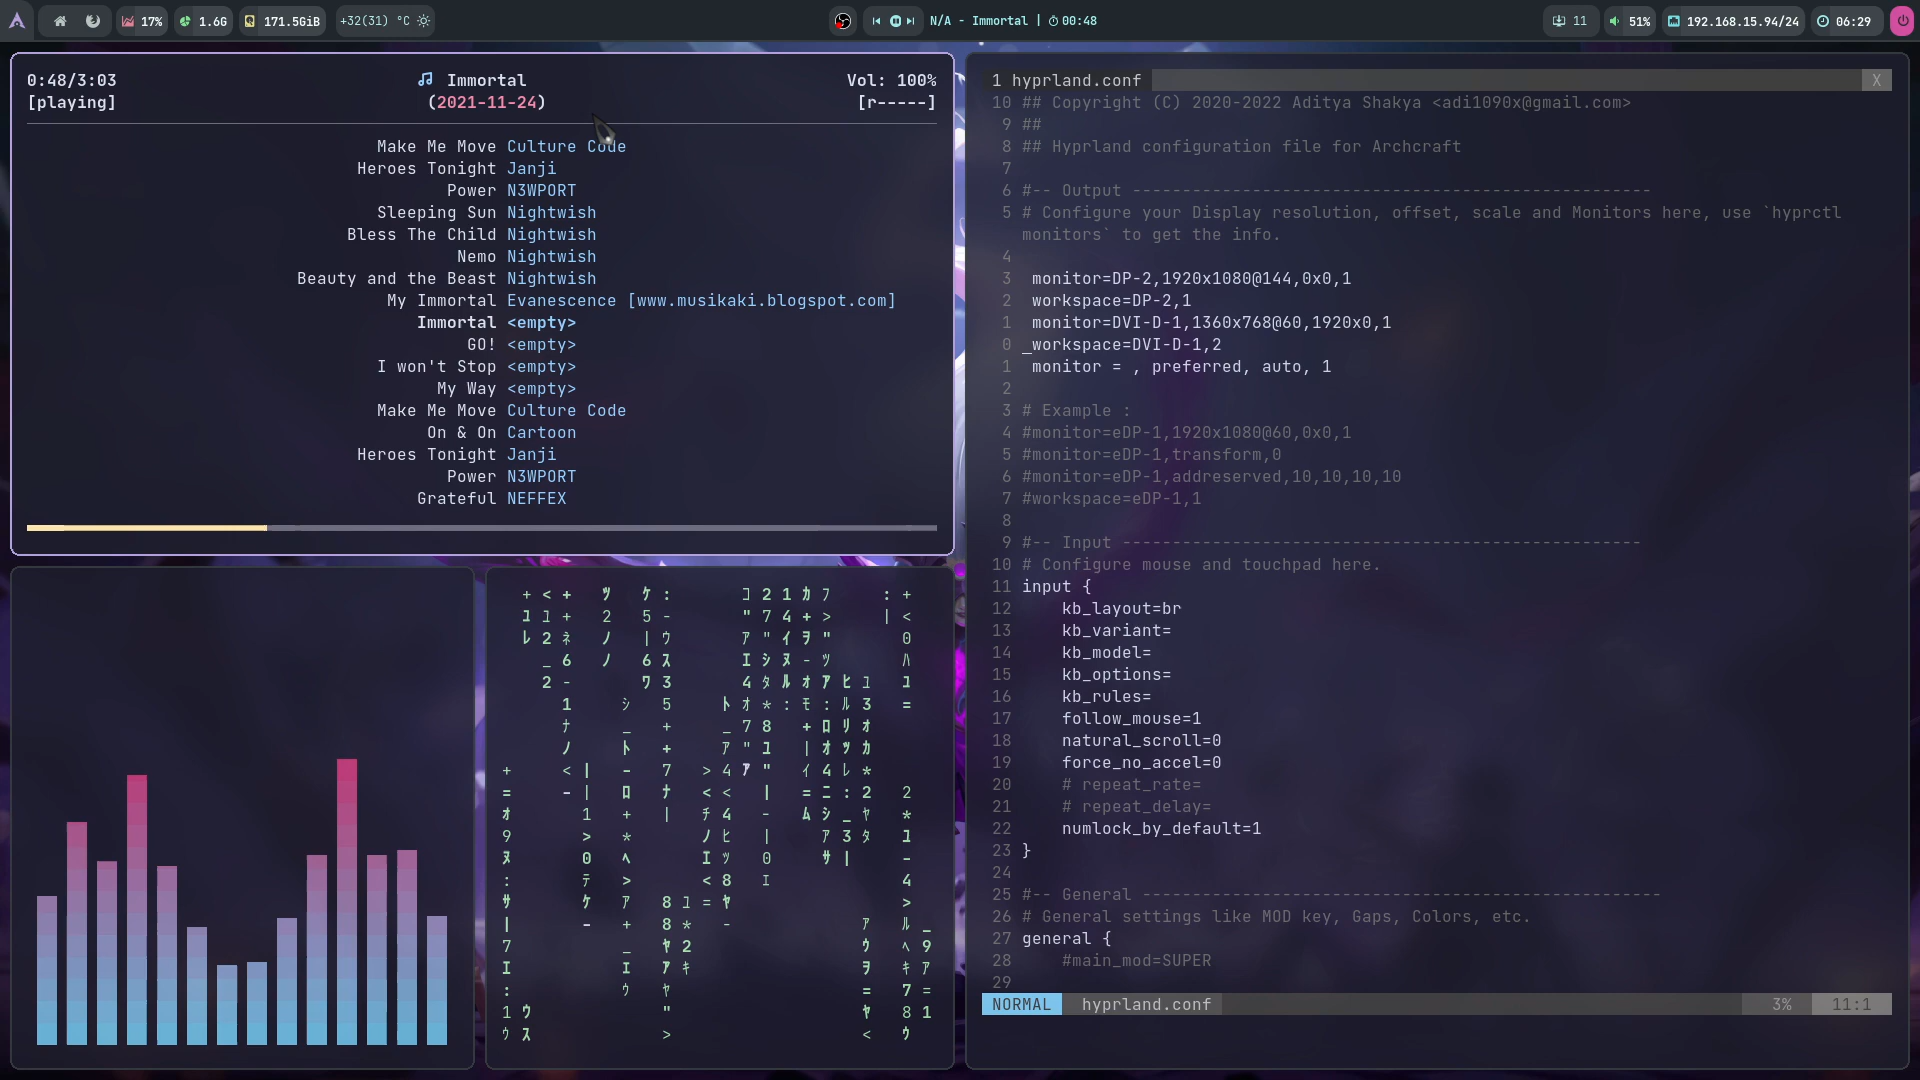 17%
1.6G
171.5GiB
+32(31) °C
N/A - Immortal | 00:48
11
51%
192.168.15.94/24
06:29
0:48/3:03
Immortal
Vol: 100%
[playing]
(2021-11-24)
[r-----]
Make Me Move Culture Code
Heroes Tonight Janji
Power N3WPORT
Sleeping Sun Nightwish
Bless The Child Nightwish
Nemo Nightwish
Beauty and the Beast Nightwish
My Immortal Evanescence [www.musikaki.blogspot.com]
Immortal <empty>
GO! <empty>
I won't Stop <empty>
My Way <empty>
Make Me Move Culture Code
On & On Cartoon
Heroes Tonight Janji
Power N3WPORT
Grateful NEFFEX
1 hyprland.conf X
10 ## Copyright (C) 2020-2022 Aditya Shakya <adi1090x@gmail.com>
9 ##
8 ## Hyprland configuration file for Archcraft
7
6 #-- Output ----------------------------------------------------
5 # Configure your Display resolution, offset, scale and Monitors here, use `hyprctl
monitors` to get the info.
4
3 monitor=DP-2,1920x1080@144,0x0,1
2 workspace=DP-2,1
1 monitor=DVI-D-1,1360x768@60,1920x0,1
0 _workspace=DVI-D-1,2
1 monitor = , preferred, auto, 1
2
3 # Example :
4 #monitor=eDP-1,1920x1080@60,0x0,1
5 #monitor=eDP-1,transform,0
6 #monitor=eDP-1,addreserved,10,10,10,10
7 #workspace=eDP-1,1
8
9 #-- Input ----------------------------------------------------
10 # Configure mouse and touchpad here.
11 input {
12 kb_layout=br
13 kb_variant=
14 kb_model=
15 kb_options=
16 kb_rules=
17 follow_mouse=1
18 natural_scroll=0
19 force_no_accel=0
20 # repeat_rate=
21 # repeat_delay=
22 numlock_by_default=1
23 }
24
25 #-- General ----------------------------------------------------
26 # General settings like MOD key, Gaps, Colors, etc.
27 general {
28 #main_mod=SUPER
29
NORMAL hyprland.conf 3% 11:1